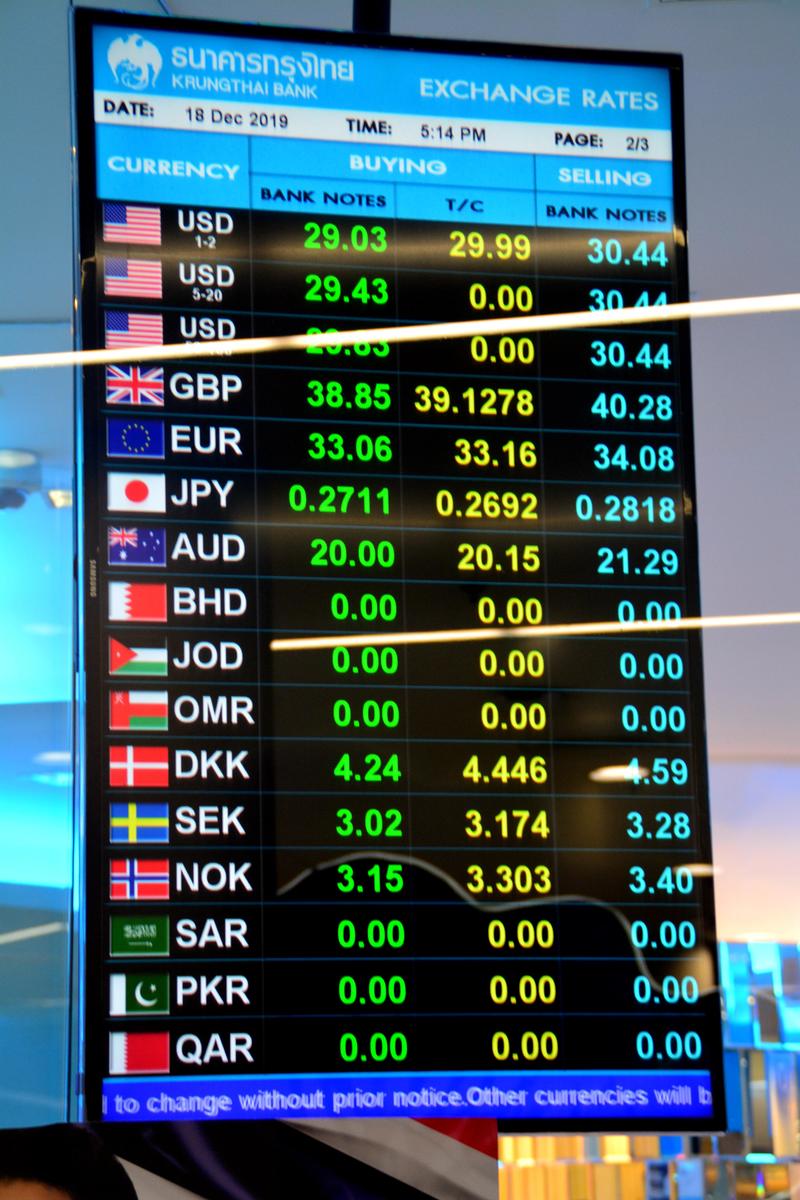 ธนาคารกรุงไทย
KRUNGTHAI BANK
EXCHANGE RATES
DATE: 18 Dec 2019 TIME: 5:14 PM PAGE: 2/3
CURRENCY BUYING SELLING
BANK NOTES T/C BANK NOTES
USD 1-2 29.03 29.99 30.44
USD 5-20 29.43 0.00 30.44
USD 29.83 0.00 30.44
GBP 38.85 39.1278 40.28
EUR 33.06 33.16 34.08
JPY 0.2711 0.2692 0.2818
AUD 20.00 20.15 21.29
BHD 0.00 0.00 0.00
JOD 0.00 0.00 0.00
OMR 0.00 0.00 0.00
DKK 4.24 4.446 4.59
SEK 3.02 3.174 3.28
NOK 3.15 3.303 3.40
SAR 0.00 0.00 0.00
PKR 0.00 0.00 0.00
QAR 0.00 0.00 0.00
to change without prior notice.Other currencies will b
SAMSUNG